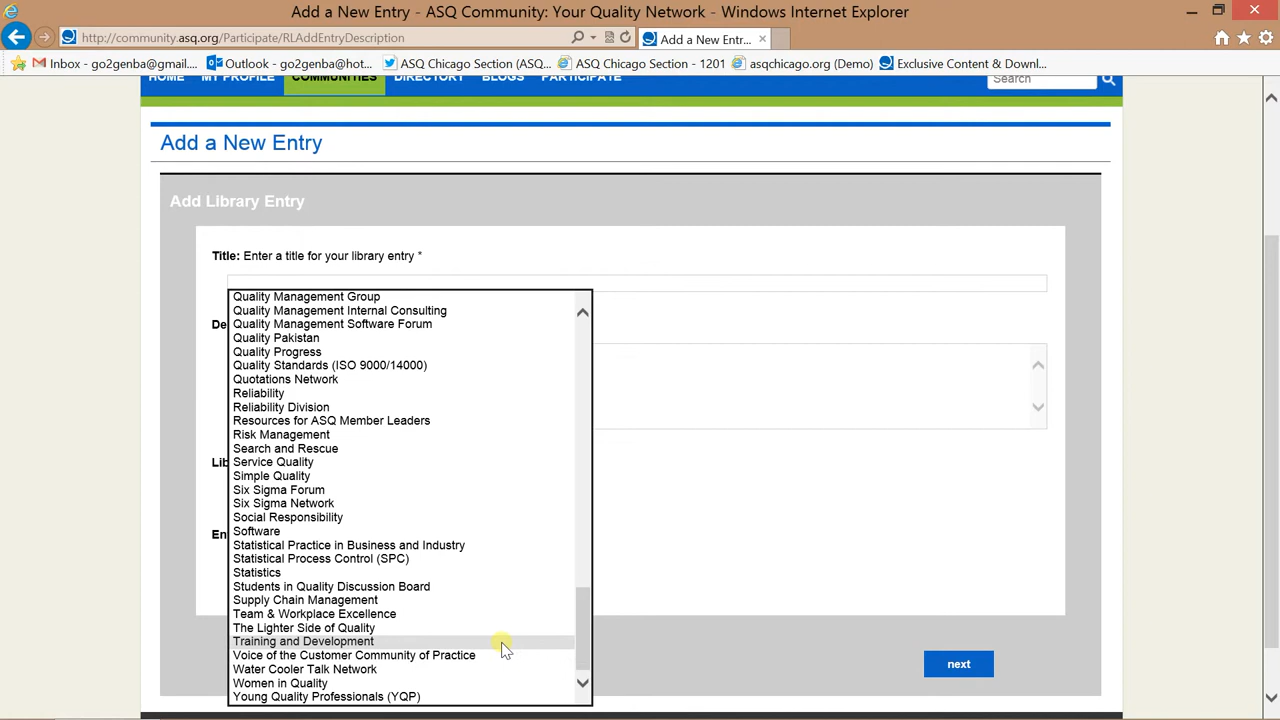 Add a New Entry - ASQ Community: Your Quality Network - Windows Internet Explorer
http://community.asq.org/Participate/RLAddEntryDescription
Add a New Entr...
Inbox - go2genba@gmail....
Outlook - go2genba@hot...
ASQ Chicago Section (ASQ...
ASQ Chicago Section - 1201
asqchicago.org (Demo)
Exclusive Content & Downl...
HOME MY PROFILE COMMUNITIES DIRECTORY BLOGS PARTICIPATE
Search
Add a New Entry
Add Library Entry
Title: Enter a title for your library entry *
Quality Management Group
Quality Management Internal Consulting
De
Quality Management Software Forum
Quality Pakistan
Quality Progress
Quality Standards (ISO 9000/14000)
Quotations Network
Reliability
Reliability Division
Resources for ASQ Member Leaders
Risk Management
Search and Rescue
Lib
Service Quality
Simple Quality
Six Sigma Forum
Six Sigma Network
Social Responsibility
En
Software
Statistical Practice in Business and Industry
Statistical Process Control (SPC)
Statistics
Students in Quality Discussion Board
Supply Chain Management
Team & Workplace Excellence
The Lighter Side of Quality
Training and Development
Voice of the Customer Community of Practice
Water Cooler Talk Network
Women in Quality
Young Quality Professionals (YQP)
next